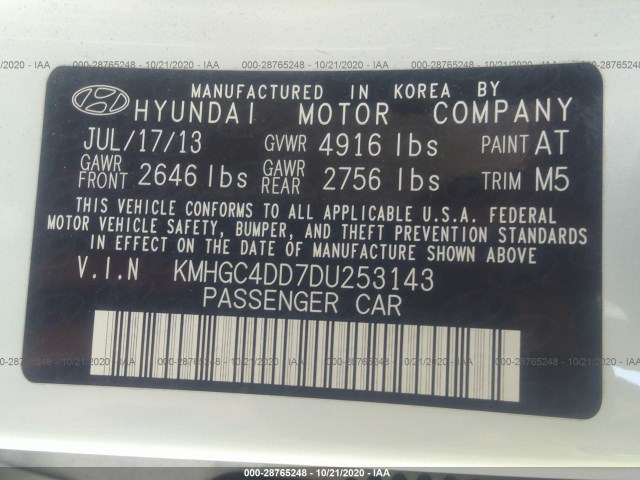 000-28765248 - 10/21/2020 - IAA
MANUFACTURED IN KOREA BY
HYUNDAI MOTOR COMPANY
JUL/17/13 GVWR 4916 lbs PAINT AT
GAWR FRONT 2646 lbs GAWR REAR 2756 lbs TRIM M5
THIS VEHICLE CONFORMS TO ALL APPLICABLE U.S.A. FEDERAL
MOTOR VEHICLE SAFETY, BUMPER, AND THEFT PREVENTION STANDARDS
IN EFFECT ON THE DATE OF MANUFACTURE SHOWN ABOVE.
V.I.N KMHGC4DD7DU253143
PASSENGER CAR
000-28765248 - 10/21/2020 - IAA